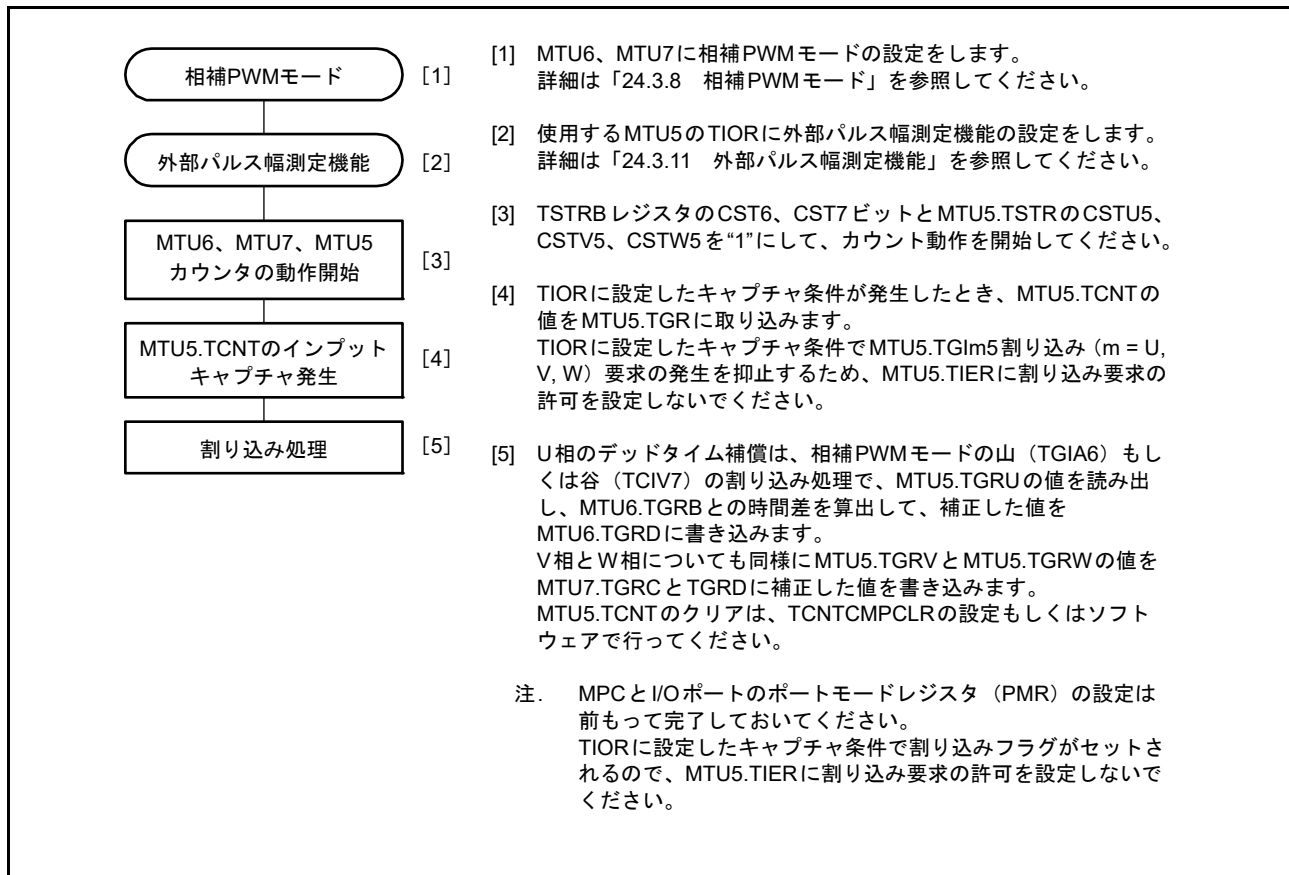 相補PWMモード
[1]
外部パルス幅測定機能
[2]
MTU6、MTU7、MTU5
カウンタの動作開始
[3]
MTU5.TCNTのインプット
キャプチャ発生
[4]
割り込み処理
[5]
[1] MTU6、MTU7に相補PWMモードの設定をします。
詳細は「24.3.8 相補PWMモード」を参照してください。
[2] 使用するMTU5のTIORに外部パルス幅測定機能の設定をします。
詳細は「24.3.11 外部パルス幅測定機能」を参照してください。
[3] TSTRBレジスタのCST6、CST7ビットとMTU5.TSTRのCSTU5、
CSTV5、CSTW5を“1”にして、カウント動作を開始してください。
[4] TIORに設定したキャプチャ条件が発生したとき、MTU5.TCNTの
値をMTU5.TGRに取り込みます。
TIORに設定したキャプチャ条件でMTU5.TGIm5割り込み（m = U,
V, W）要求の発生を抑止するため、MTU5.TIERに割り込み要求の
許可を設定しないでください。
[5] U相のデッドタイム補償は、相補PWMモードの山（TGIA6）もし
くは谷（TCIV7）の割り込み処理で、MTU5.TGRUの値を読み出
し、MTU6.TGRBとの時間差を算出して、補正した値を
MTU6.TGRDに書き込みます。
V相とW相についても同様にMTU5.TGRVとMTU5.TGRWの値を
MTU7.TGRCとTGRDに補正した値を書き込みます。
MTU5.TCNTのクリアは、TCNTCMPCLRの設定もしくはソフト
ウェアで行ってください。
注. MPCとI/Oポートのポートモードレジスタ（PMR）の設定は
前もって完了しておいてください。
TIORに設定したキャプチャ条件で割り込みフラグがセットさ
れるので、MTU5.TIERに割り込み要求の許可を設定しないで
ください。